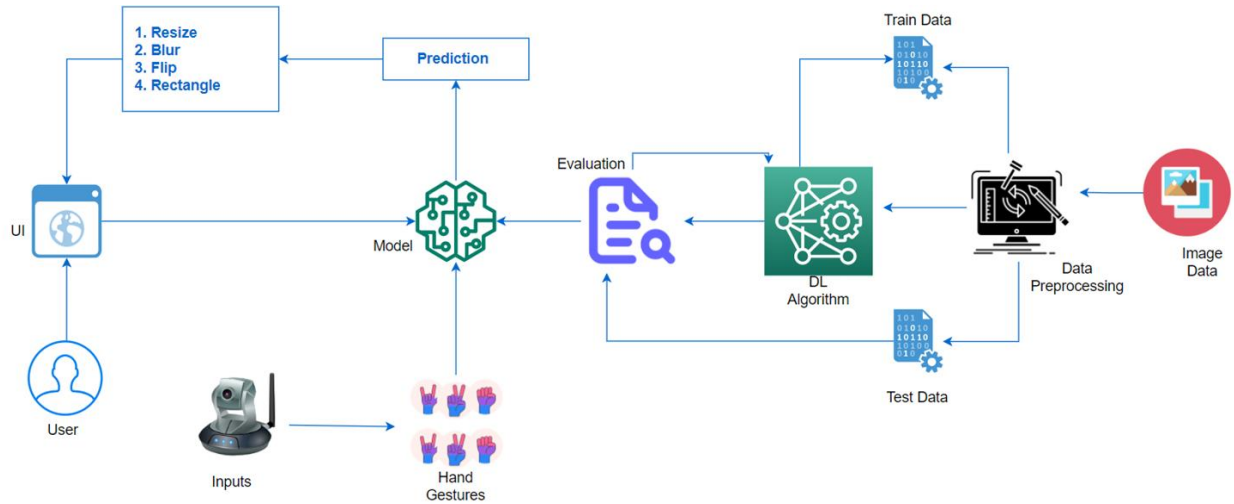 Train Data
1. Resize
2. Blur
3. Flip
4. Rectangle
Prediction
101
01010
10110
10100
010
Evaluation
UI
Model
DL
Algorithm
Data
Preprocessing
Image
Data
101
01010
10110
10100
010
Test Data
User
Inputs
Hand
Gestures